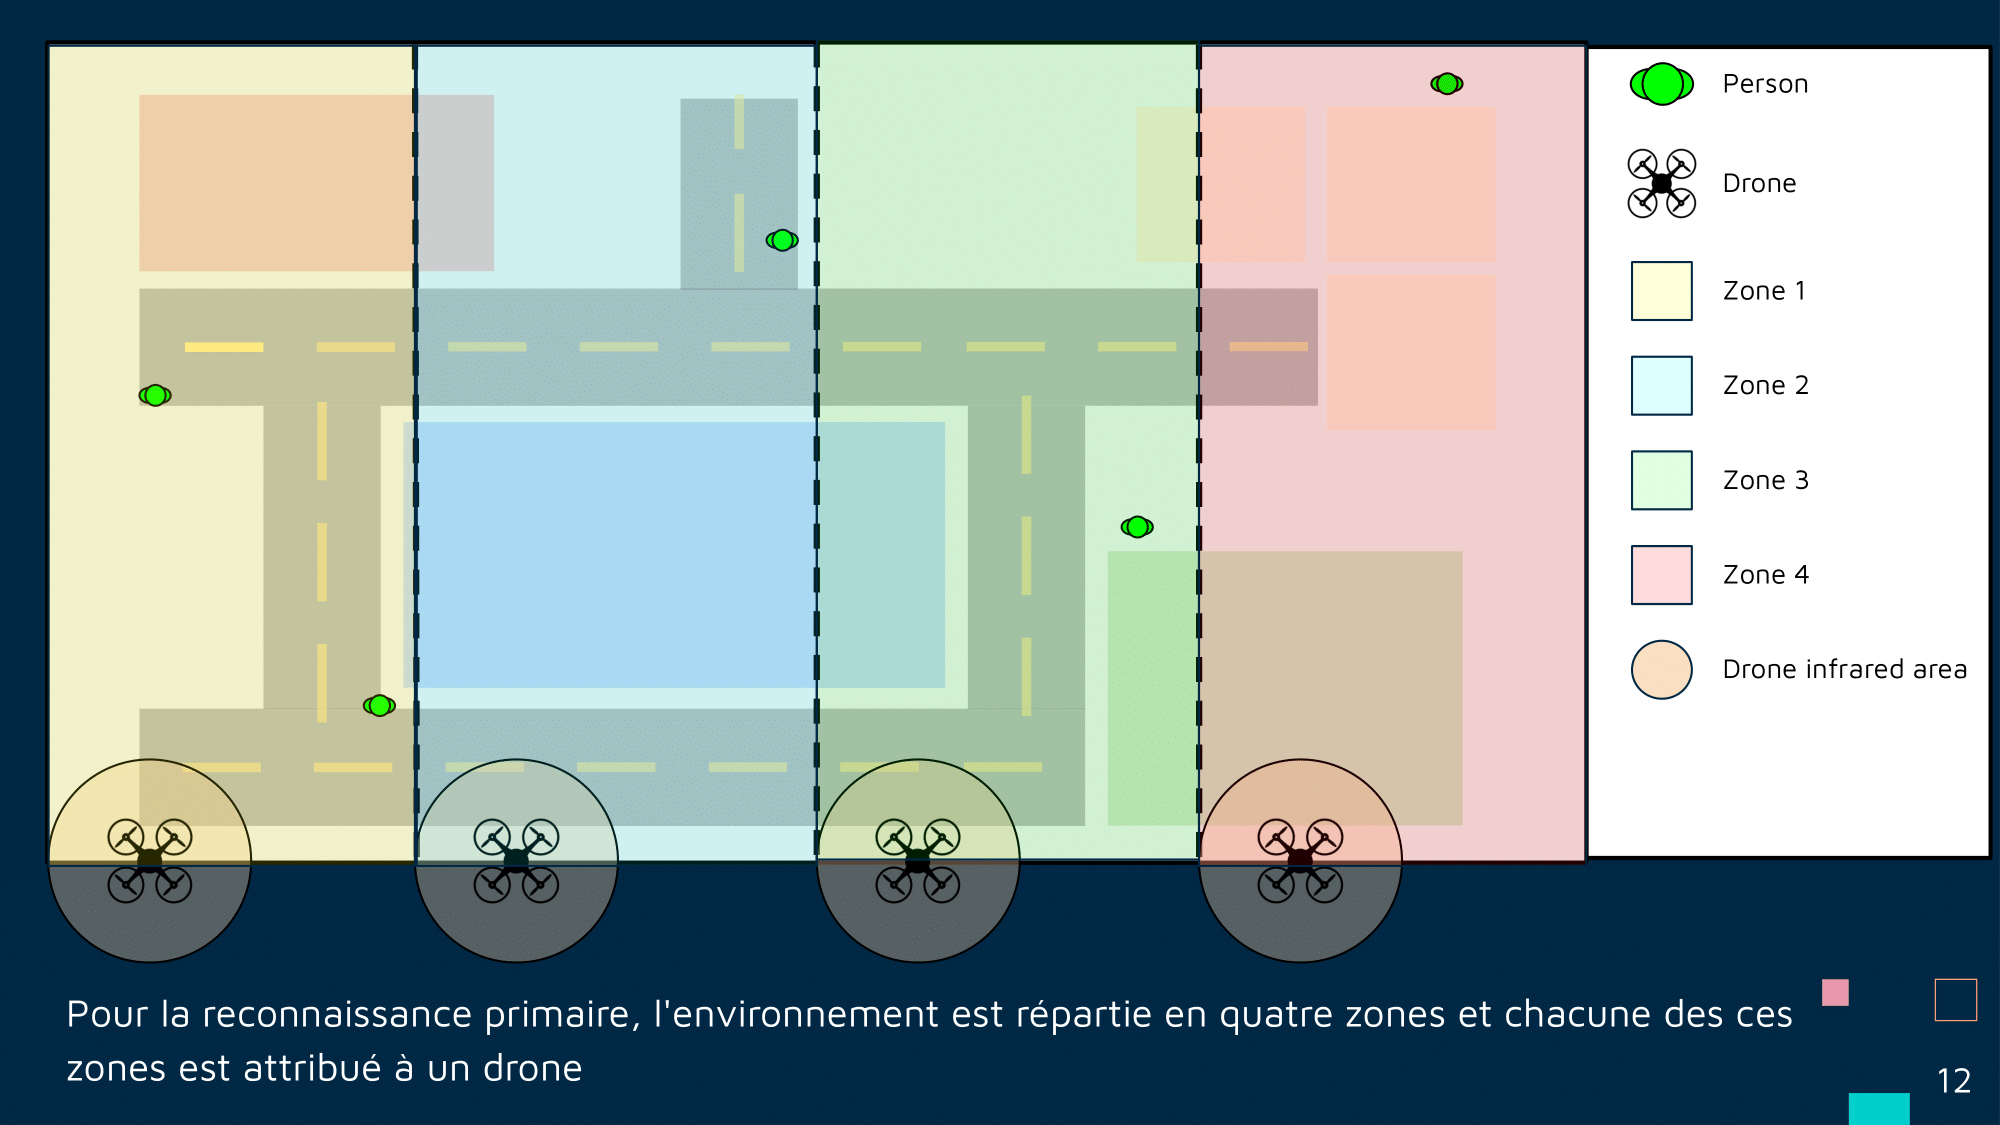 Person
Drone
Zone 1
Zone 2
Zone 3
Zone 4
Drone infrared area
Pour la reconnaissance primaire, l'environnement est répartie en quatre zones et chacune des ces
zones est attribué à un drone
12